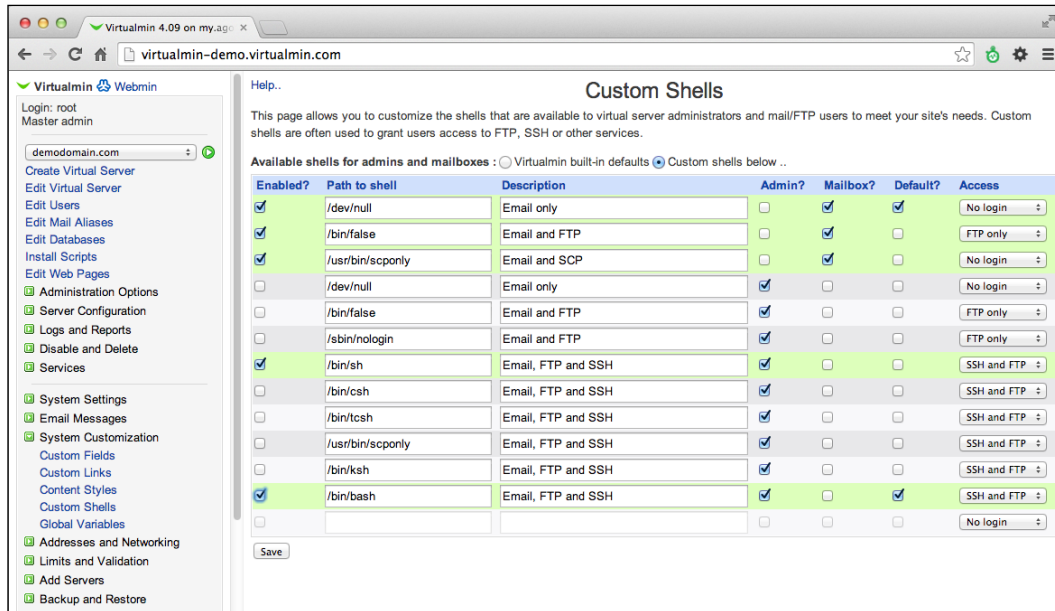 Virtualmin 4.09 on my.ago
virtualmin-demo.virtualmin.com
Virtualmin Webmin
Login: root
Master admin
demodomain.com
Create Virtual Server
Edit Virtual Server
Edit Users
Edit Mail Aliases
Edit Databases
Install Scripts
Edit Web Pages
Administration Options
Server Configuration
Logs and Reports
Disable and Delete
Services
System Settings
Email Messages
System Customization
Custom Fields
Custom Links
Content Styles
Custom Shells
Global Variables
Addresses and Networking
Limits and Validation
Add Servers
Backup and Restore
Help..
Custom Shells
This page allows you to customize the shells that are available to virtual server administrators and mail/FTP users to meet your site's needs. Custom
shells are often used to grant users access to FTP, SSH or other services.
Available shells for admins and mailboxes : Virtualmin built-in defaults Custom shells below ..
Enabled? Path to shell Description Admin? Mailbox? Default? Access
/dev/null Email only No login
/bin/false Email and FTP FTP only
/usr/bin/scponly Email and SCP No login
/dev/null Email only No login
/bin/false Email and FTP FTP only
/sbin/nologin Email and FTP FTP only
/bin/sh Email, FTP and SSH SSH and FTP
/bin/csh Email, FTP and SSH SSH and FTP
/bin/tcsh Email, FTP and SSH SSH and FTP
/usr/bin/scponly Email, FTP and SSH SSH and FTP
/bin/ksh Email, FTP and SSH SSH and FTP
/bin/bash Email, FTP and SSH SSH and FTP
No login
Save